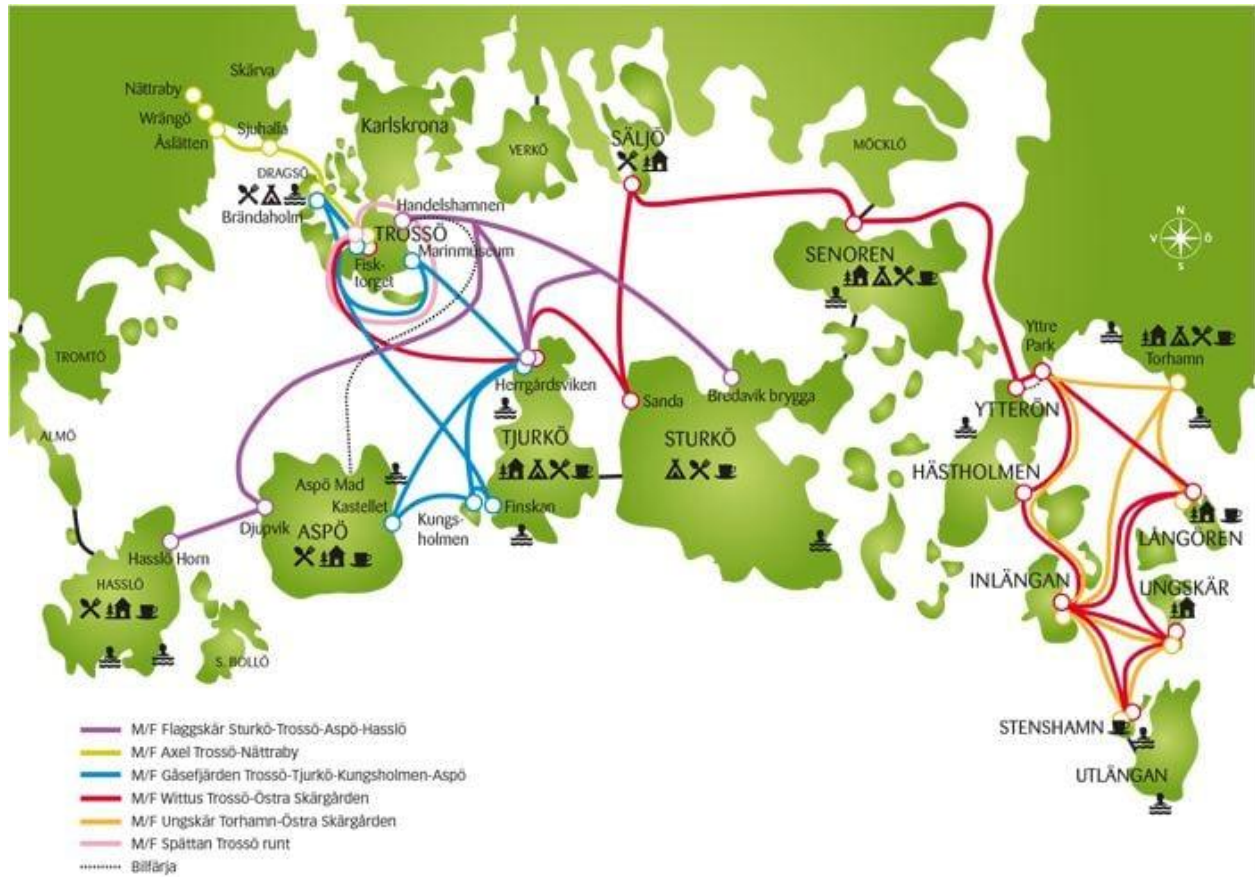 Skärva
Nättraby
Wrängö
Åslätten
Sjuhalla
Karlskrona
VERKÖ
SÄLJÖ
MÖCKLÖ
DRAGSÖ
Brändaholm
Handelshamnen
TROSSÖ
Marinmuseum
Fisk-
torget
N
V Ö
S
SENOREN
TROMTÖ
Yttre
Park
Torhamn
Herrgårdsviken
Sanda
Bredavik brygga
YTTERÖN
ALMÖ
TJURKÖ
STURKÖ
HÄSTHOLMEN
Aspö Mad
Kastellet
Djupvik
ASPÖ
Kungs-
holmen
Finskan
LÅNGÖREN
Hasslö Horn
HASSLÖ
INLÄNGAN
UNGSKÄR
S. BOLLÖ
STENSHAMN
UTLÄNGAN
M/F Flaggskär Sturkö-Trossö-Aspö-Hasslö
M/F Axel Trossö-Nättraby
M/F Gåsefjärden Trossö-Tjurkö-Kungsholmen-Aspö
M/F Wittus Trossö-Östra Skärgården
M/F Ungskär Torhamn-Östra Skärgården
M/F Spättan Trossö runt
Bilfärja